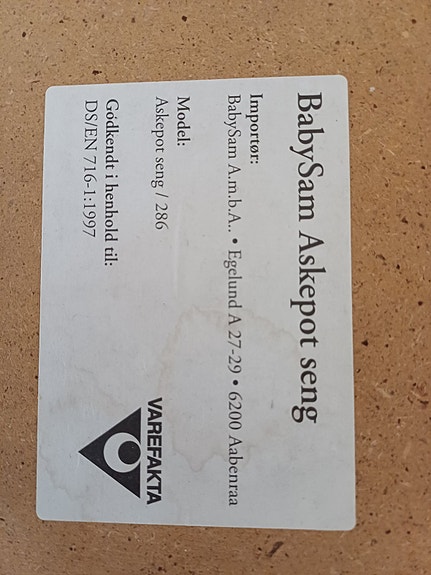 BabySam Askepot seng
Importør:
BabySam A.m.b.A.. • Egelund A 27-29 • 6200 Aabenraa
Model:
Askepot seng / 286
Gódkendt i henhold til:
DS/EN 716-1:1997
VAREFAKTA